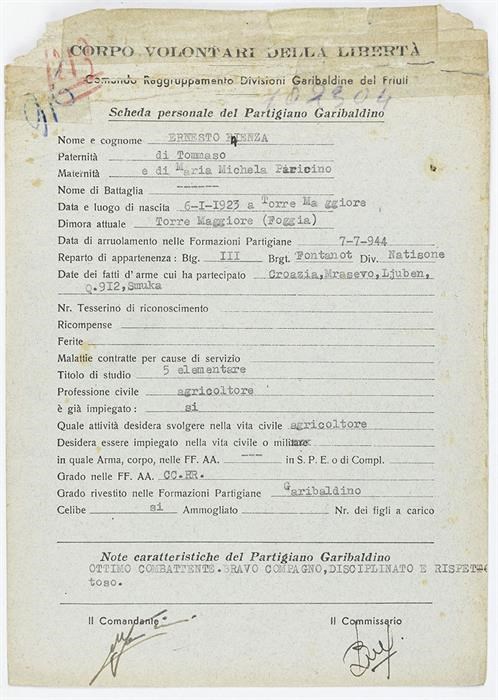 CORPO VOLONTARI DELLA LIBERTÀ
Comando Raggruppamento Divisioni Garibaldine del Friuli
102304
Scheda personale del Partigiano Garibaldino
Nome e cognome ERNESTO RIENZA
Paternità di Tommaso
Maternità e di Maria Michela Paricino
Nome di Battaglia ------
Data e luogo di nascita 6-I-1923 a Torre Maggiore
Dimora attuale Torre Maggiore (Foggia)
Data di arruolamento nelle Formazioni Partigiane 7-7-944
Reparto di appartenenza: Btg. III Brgt. Fontanot Div. Natisone
Date dei fatti d'arme cui ha partecipato Croazia,Mrasevo,Ljuben,
Q.912,Smuka
Nr. Tesserino di riconoscimento
Ricompense
Ferite
Malattie contratte per cause di servizio
Titolo di studio 5 elementare
Professione civile agricoltore
è già impiegato: si
Quale attività desidera svolgere nella vita civile agricoltore
Desidera essere impiegato nella vita civile o militare
in quale Arma, corpo, nelle FF. AA. --- in S. P. E. o di Compl.
Grado nelle FF. AA. CC.RR.
Grado rivestito nelle Formazioni Partigiane Garibaldino
Celibe si Ammogliato Nr. dei figli a carico
Note caratteristiche del Partigiano Garibaldino
OTTIMO COMBATTENTE.BRAVO COMPAGNO,DISCIPLINATO E RISPETT
toso.
Il Comandante Il Commissario